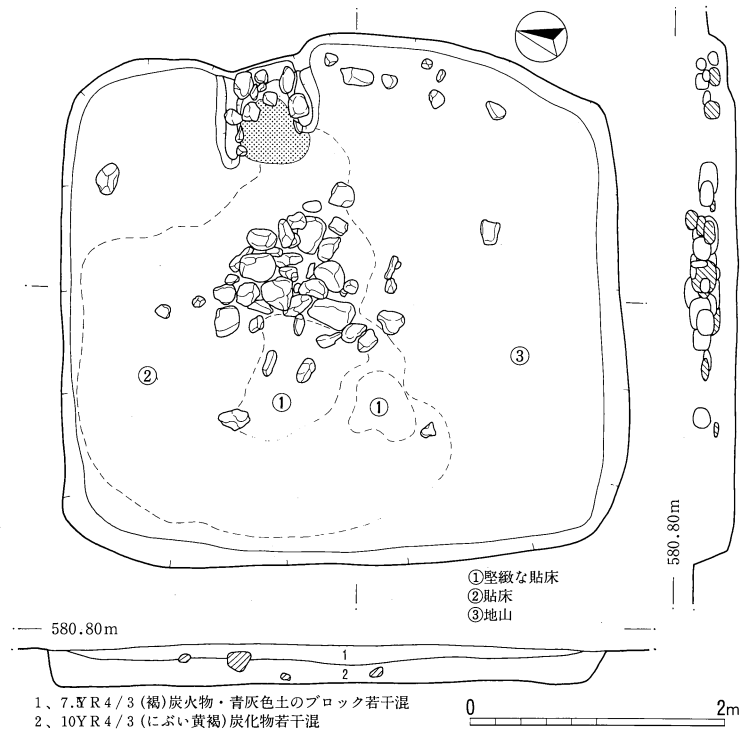 ②
①
①
③
580.80m
①堅緻な貼床
②貼床
③地山
580.80m
1
2
1、7.5YR4/3(褐)炭火物・青灰色土のブロック若干混
2、10YR4/3(にぶい黄褐)炭化物若干混
0
2m